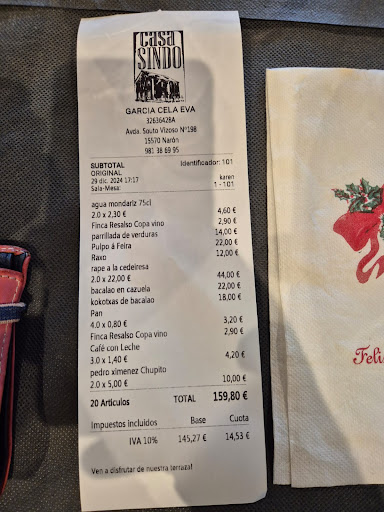 casa
SINDO
GARCIA CELA EVA
32636428A
Avda. Souto Vizoso Nº198
15570 Narón
981 38 69 95
SUBTOTAL Identificador: 101
ORIGINAL
29 dic. 2024 17:17 karen
Sala-Mesa: 1 - 101
agua mondariz 75cl
2.0 x 2,30 € 4,60 €
Finca Resalso Copa vino 2,90 €
parrillada de verduras 14,00 €
Pulpo á Feira 22,00 €
Raxo 12,00 €
rape a la cedeiresa
2.0 x 22,00 € 44,00 €
bacalao en cazuela 22,00 €
kokotxas de bacalao 18,00 €
Pan
4.0 x 0,80 € 3,20 €
Finca Resalso Copa vino 2,90 €
Café con Leche
3.0 x 1,40 € 4,20 €
pedro ximenez Chupito
2.0 x 5,00 € 10,00 €
20 Artículos TOTAL 159,80 €
Impuestos incluidos Base Cuota
IVA 10% 145,27 € 14,53 €
Ven a disfrutar de nuestra terraza!
Feli